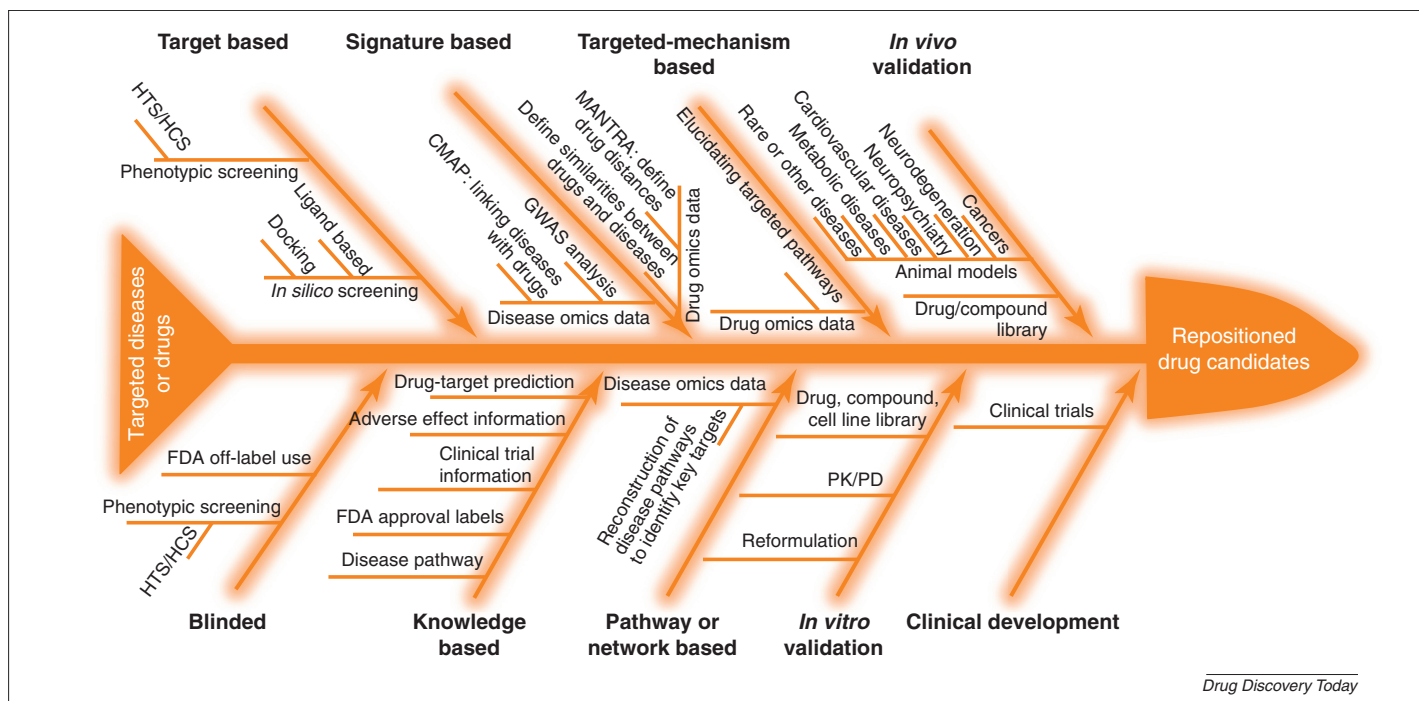 Target based
Signature based
Targeted-mechanism
based
In vivo
validation
HTS/HCS
Phenotypic screening
Ligand based
Docking
In silico screening
CMAP: linking diseases
with drugs
GWAS analysis
Disease omics data
Define similarities between
drugs and diseases
MANTRA: define
drug distances
Drug omics data
Elucidating targeted pathways
Drug omics data
Rare or other diseases
Metabolic diseases
Cardiovascular diseases
Neuropsychiatry
Neurodegeneration
Cancers
Animal models
Drug/compound
library
Targeted diseases
or drugs
Repositioned
drug candidates
FDA off-label use
Phenotypic screening
HTS/HCS
Drug-target prediction
Adverse effect information
Clinical trial
information
FDA approval labels
Disease pathway
Disease omics data
Reconstruction of
disease pathways
to identify key targets
Drug, compound,
cell line library
PK/PD
Reformulation
Clinical trials
Blinded
Knowledge
based
Pathway or
network based
In vitro
validation
Clinical development
Drug Discovery Today